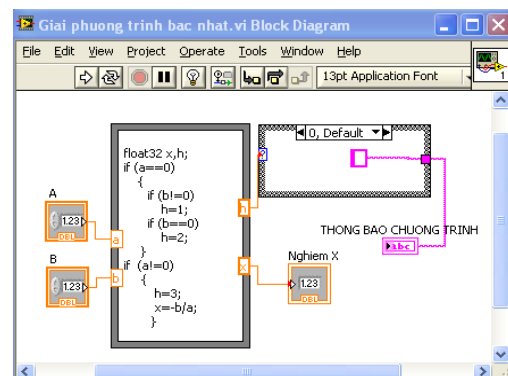 Giai phuong trinh bac nhat.vi Block Diagram
File Edit View Project Operate Tools Window Help
13pt Application Font
1
0, Default
float32 x,h;
if (a==0)
{
if (b!=0)
h=1;
if (b==0)
h=2;
}
if (a!=0)
{
h=3;
x=-b/a;
}
A
1.23
DBL
a
B
1.23
DBL
b
h
x
?
THONG BAO CHUONG TRINH
abc
Nghiem X
1.23
DBL